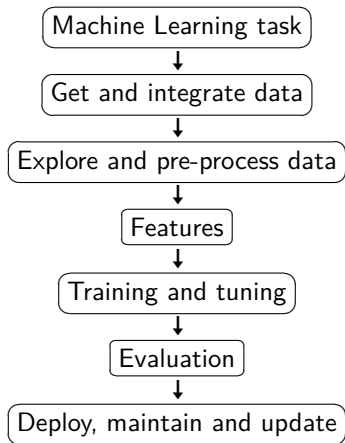 Machine Learning task
Get and integrate data
Explore and pre-process data
Features
Training and tuning
Evaluation
Deploy, maintain and update